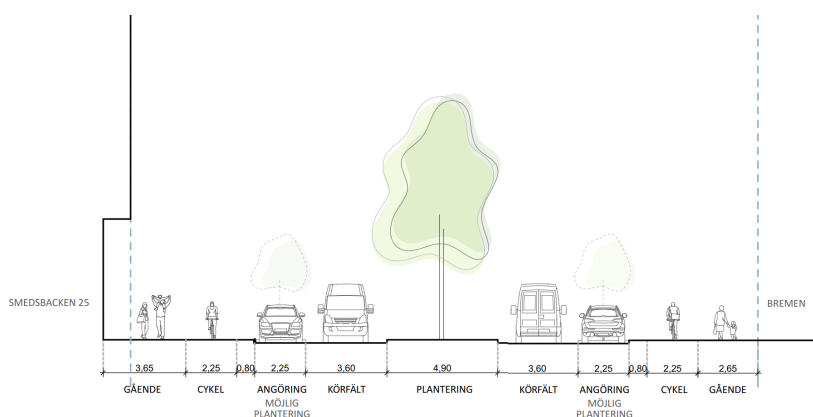 SMEDSBACKEN 25
BREMEN
3,65 2,25 0,80 2,25 3,60 4,90 3,60 2,25 0,80 2,25 2,65
GÅENDE CYKEL ANGÖRING KÖRFÄLT PLANTERING KÖRFÄLT ANGÖRING CYKEL GÅENDE
MÖJLIG MÖJLIG
PLANTERING PLANTERING